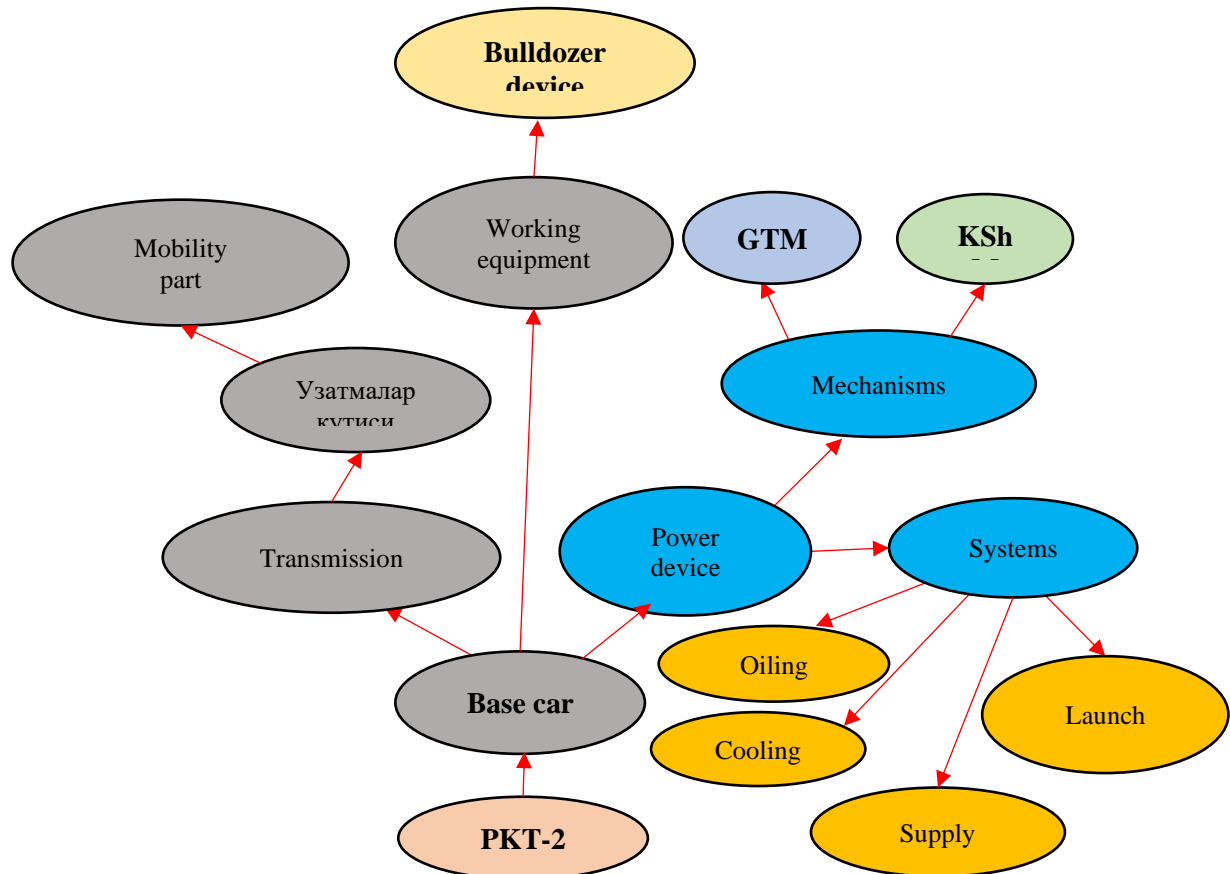 Bulldozer
device
Mobility
part
Working
equipment
GTM
KSh
Узатмалар
кутиси
Mechanisms
Transmission
Power
device
Systems
Oiling
Base car
Cooling
Launch
PKT-2
Supply